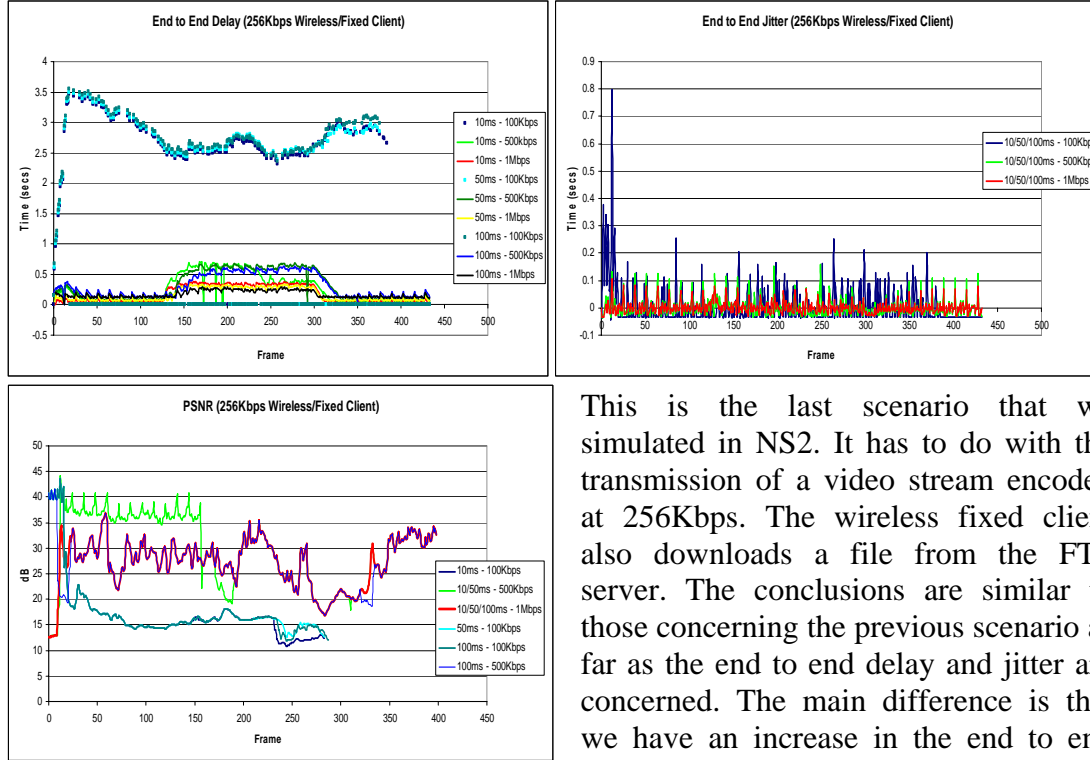 End to End Delay (256Kbps Wireless/Fixed Client)
4
3.5
3
2.5
2
1.5
1
0.5
0
-0.5
Time (secs)
0 50 100 150 200 250 300 350 400 450 500
Frame
10ms - 100Kbps
10ms - 500kbps
10ms - 1Mbps
50ms - 100Kbps
50ms - 500Kbps
50ms - 1Mbps
100ms - 100Kbps
100ms - 500Kbps
100ms - 1Mbps
End to End Jitter (256Kbps Wireless/Fixed Client)
0.9
0.8
0.7
0.6
0.5
0.4
0.3
0.2
0.1
0
-0.1
Time (secs)
0 50 100 150 200 250 300 350 400 450 500
Frame
10/50/100ms - 100Kbp
10/50/100ms - 500Kbp
10/50/100ms - 1Mbps
PSNR (256Kbps Wireless/Fixed Client)
50
45
40
35
30
25
20
15
10
5
0
dB
0 50 100 150 200 250 300 350 400 450
Frame
10ms - 100Kbps
10/50ms - 500Kbps
10/50/100ms - 1Mbps
50ms - 100Kbps
100ms - 100Kbps
100ms - 500Kbps
This is the last scenario that w
simulated in NS2. It has to do with th
transmission of a video stream encode
at 256Kbps. The wireless fixed clien
also downloads a file from the FT
server. The conclusions are similar t
those concerning the previous scenario a
far as the end to end delay and jitter ar
concerned. The main difference is tha
we have an increase in the end to en